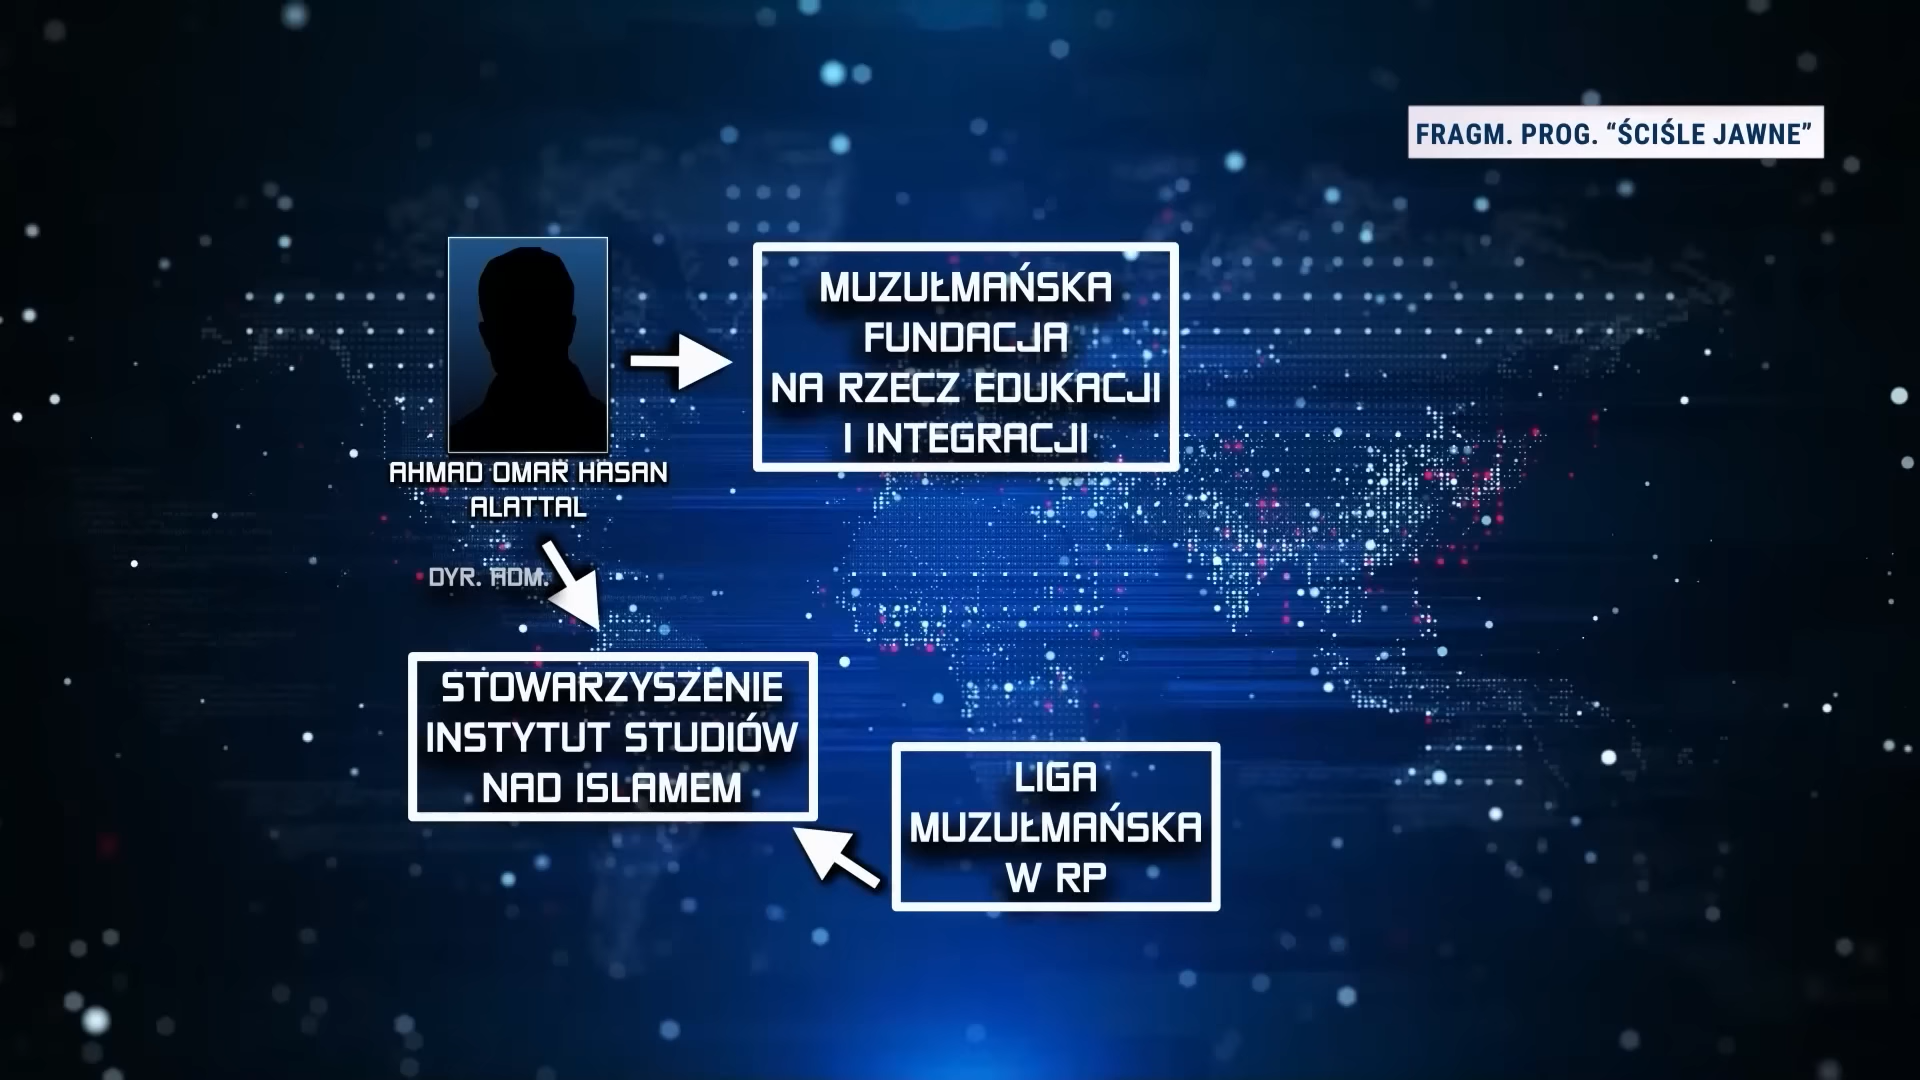 FRAGM. PROG. “ŚCIŚLE JAWNE”
MUZUŁMAŃSKA
FUNDACJA
NA RZECZ EDUKACJI
I INTEGRACJI
AHMAD OMAR HASAN
ALATTAL
DYR. ADM.
STOWARZYSZENIE
INSTYTUT STUDIÓW
NAD ISLAMEM
LIGA
MUZUŁMAŃSKA
W RP